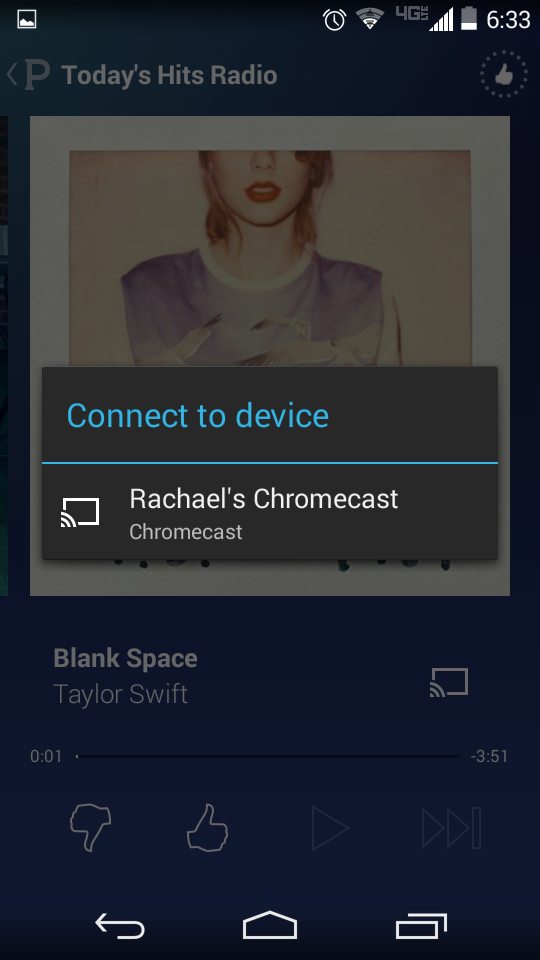 4G LTE 6:33
P Today's Hits Radio
Connect to device
Rachael's Chromecast
Chromecast
Blank Space
Taylor Swift
0:01 -3:51